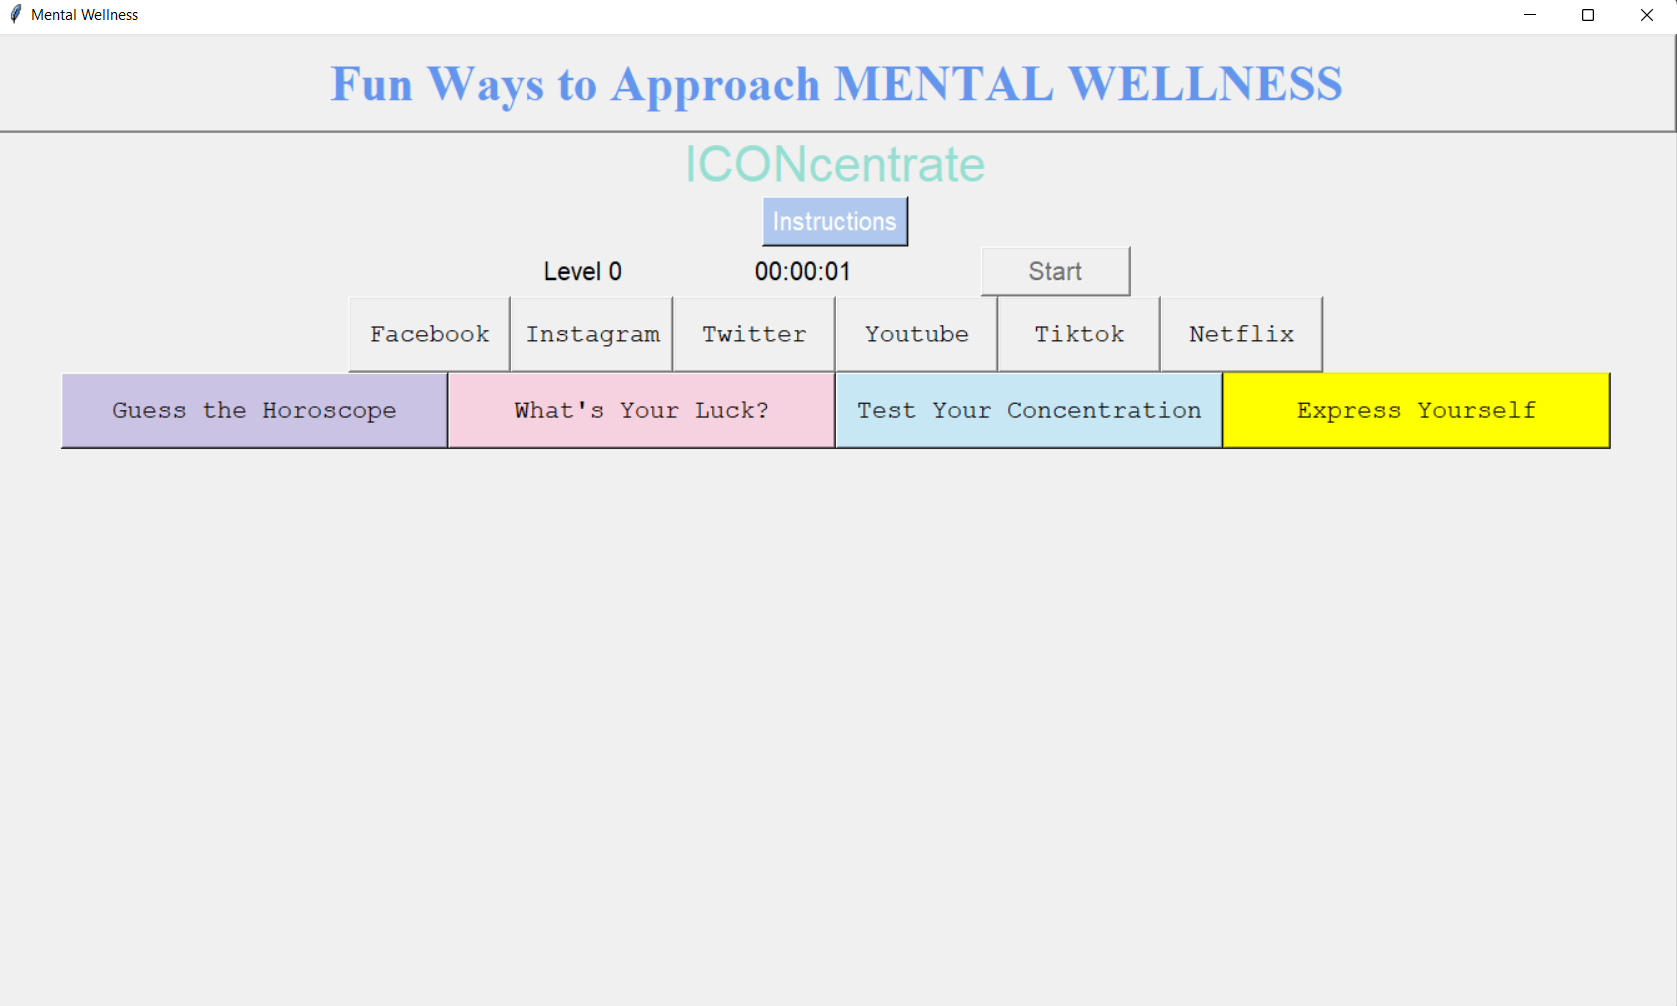 Mental Wellness
Fun Ways to Approach MENTAL WELLNESS
ICONcentrate
Instructions
Level 0 00:00:01 Start
Facebook Instagram Twitter Youtube Tiktok Netflix
Guess the Horoscope What's Your Luck? Test Your Concentration Express Yourself